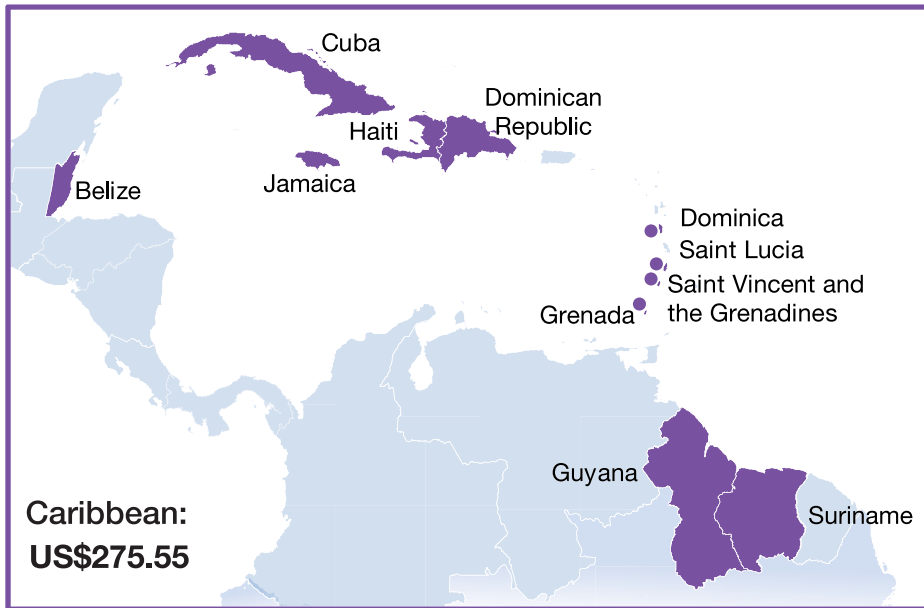 Cuba
Dominican
Republic
Haiti
Jamaica
Belize
Dominica
Saint Lucia
Saint Vincent and
the Grenadines
Grenada
Guyana
Suriname
Caribbean:
US$275.55